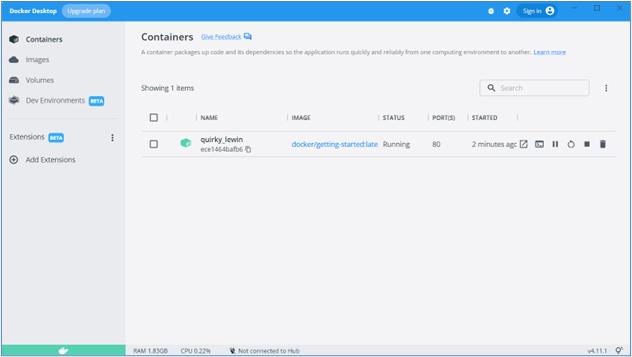 Docker Desktop Upgrade plan Sign in
Containers
Images
Volumes
Dev Environments BETA
Extensions BETA
Add Extensions
Containers Give Feedback
A container packages up code and its dependencies so the application runs quickly and reliably from one computing environment to another. Learn more
Showing 1 items
Search
NAME IMAGE STATUS PORT(S) STARTED
quirky_lewin docker/getting-started:late Running 80 2 minutes agc
ece1464bafb6
RAM 1.83GB CPU 0.22% Not connected to Hub v4.11.1